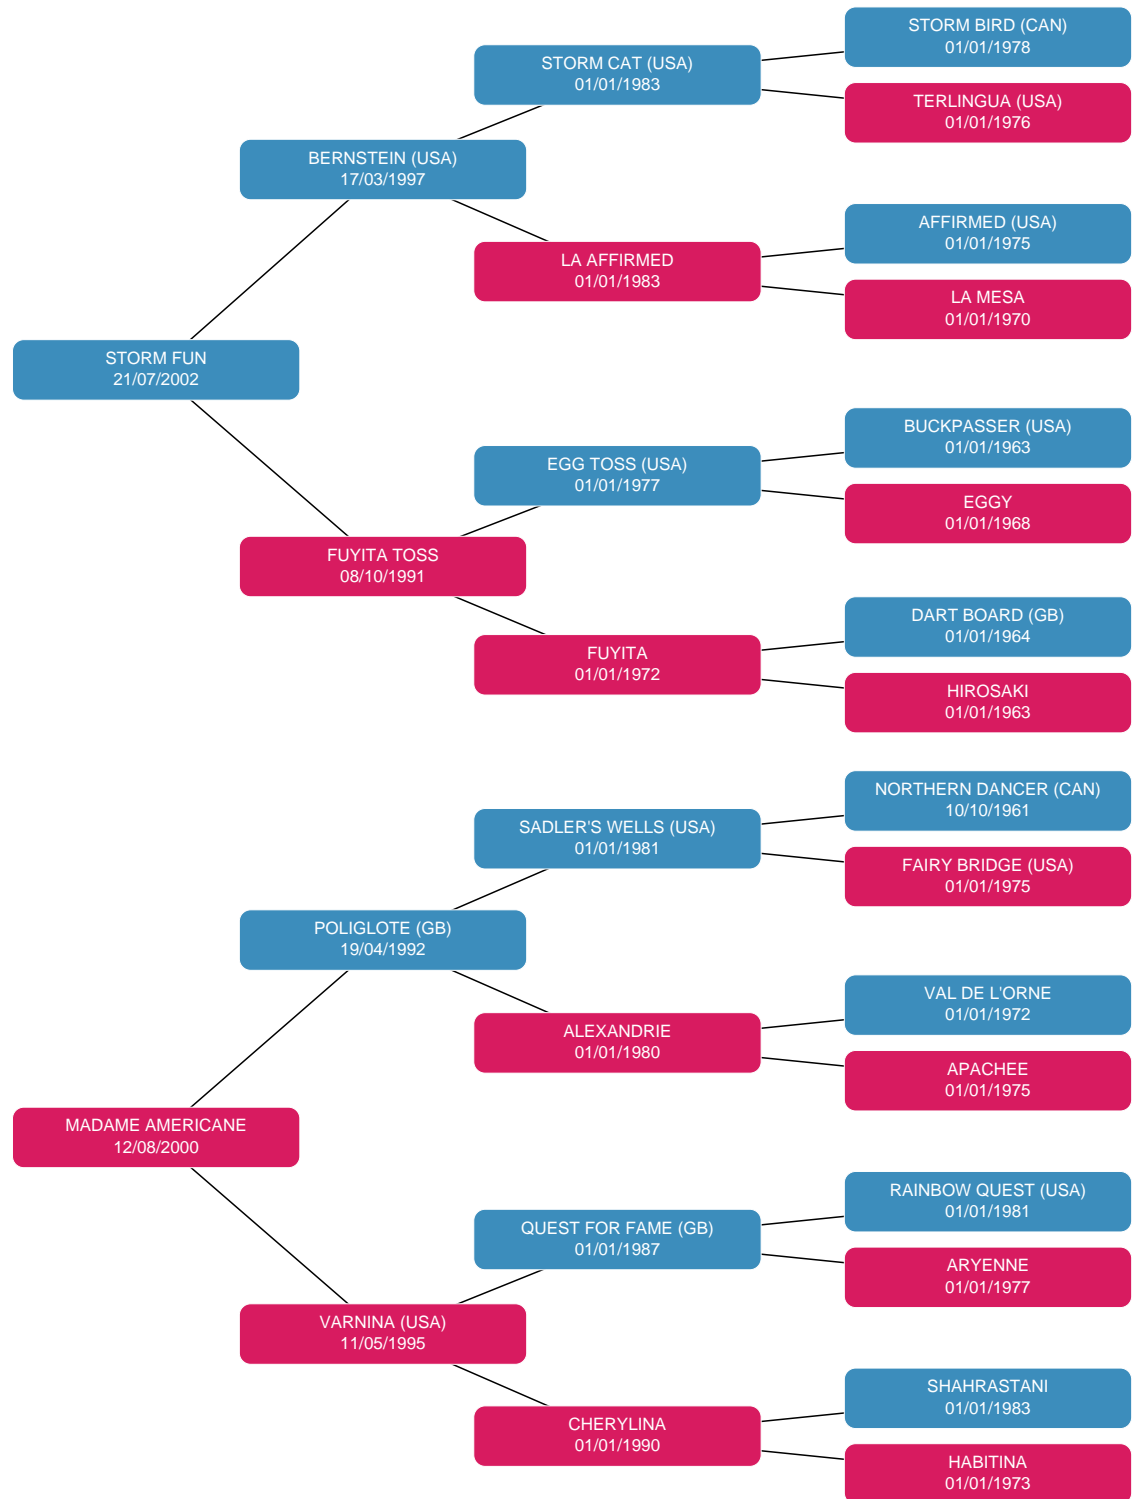 STORM BIRD (CAN)
01/01/1978
STORM CAT (USA)
01/01/1983
TERLINGUA (USA)
01/01/1976
BERNSTEIN (USA)
17/03/1997
AFFIRMED (USA)
01/01/1975
LA AFFIRMED
01/01/1983
LA MESA
01/01/1970
STORM FUN
21/07/2002
BUCKPASSER (USA)
01/01/1963
EGG TOSS (USA)
01/01/1977
EGGY
01/01/1968
FUYITA TOSS
08/10/1991
DART BOARD (GB)
01/01/1964
FUYITA
01/01/1972
HIROSAKI
01/01/1963
NORTHERN DANCER (CAN)
10/10/1961
SADLER'S WELLS (USA)
01/01/1981
FAIRY BRIDGE (USA)
01/01/1975
POLIGLOTE (GB)
19/04/1992
VAL DE L'ORNE
01/01/1972
ALEXANDRIE
01/01/1980
APACHEE
01/01/1975
MADAME AMERICANE
12/08/2000
RAINBOW QUEST (USA)
01/01/1981
QUEST FOR FAME (GB)
01/01/1987
ARYENNE
01/01/1977
VARNINA (USA)
11/05/1995
SHAHRASTANI
01/01/1983
CHERYLINA
01/01/1990
HABITINA
01/01/1973